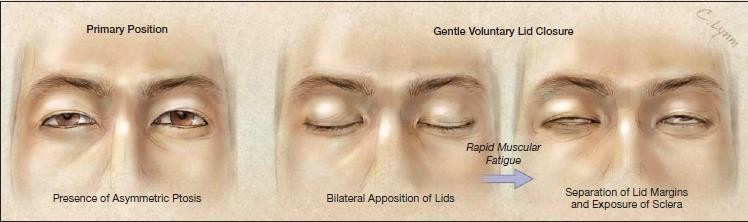 Primary Position
Gentle Voluntary Lid Closure
C. Lynm
Rapid Muscular
Fatigue
Presence of Asymmetric Ptosis
Bilateral Apposition of Lids
Separation of Lid Margins
and Exposure of Sclera